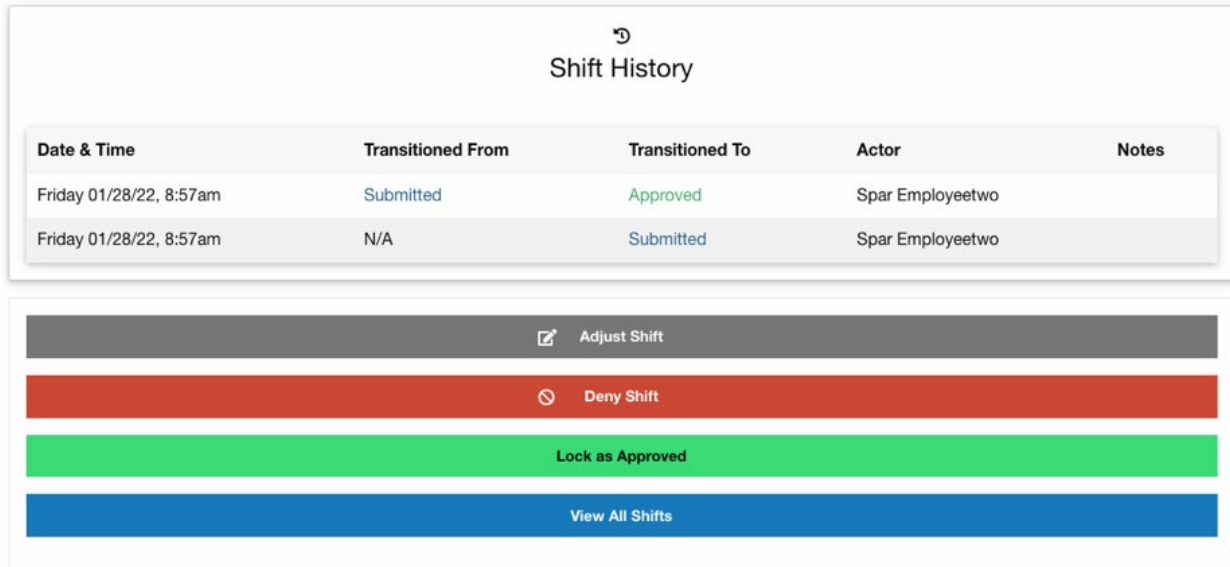 Shift History
Date & Time Transitioned From Transitioned To Actor Notes
Friday 01/28/22, 8:57am Submitted Approved Spar Employeetwo
Friday 01/28/22, 8:57am N/A Submitted Spar Employeetwo
Adjust Shift
Deny Shift
Lock as Approved
View All Shifts